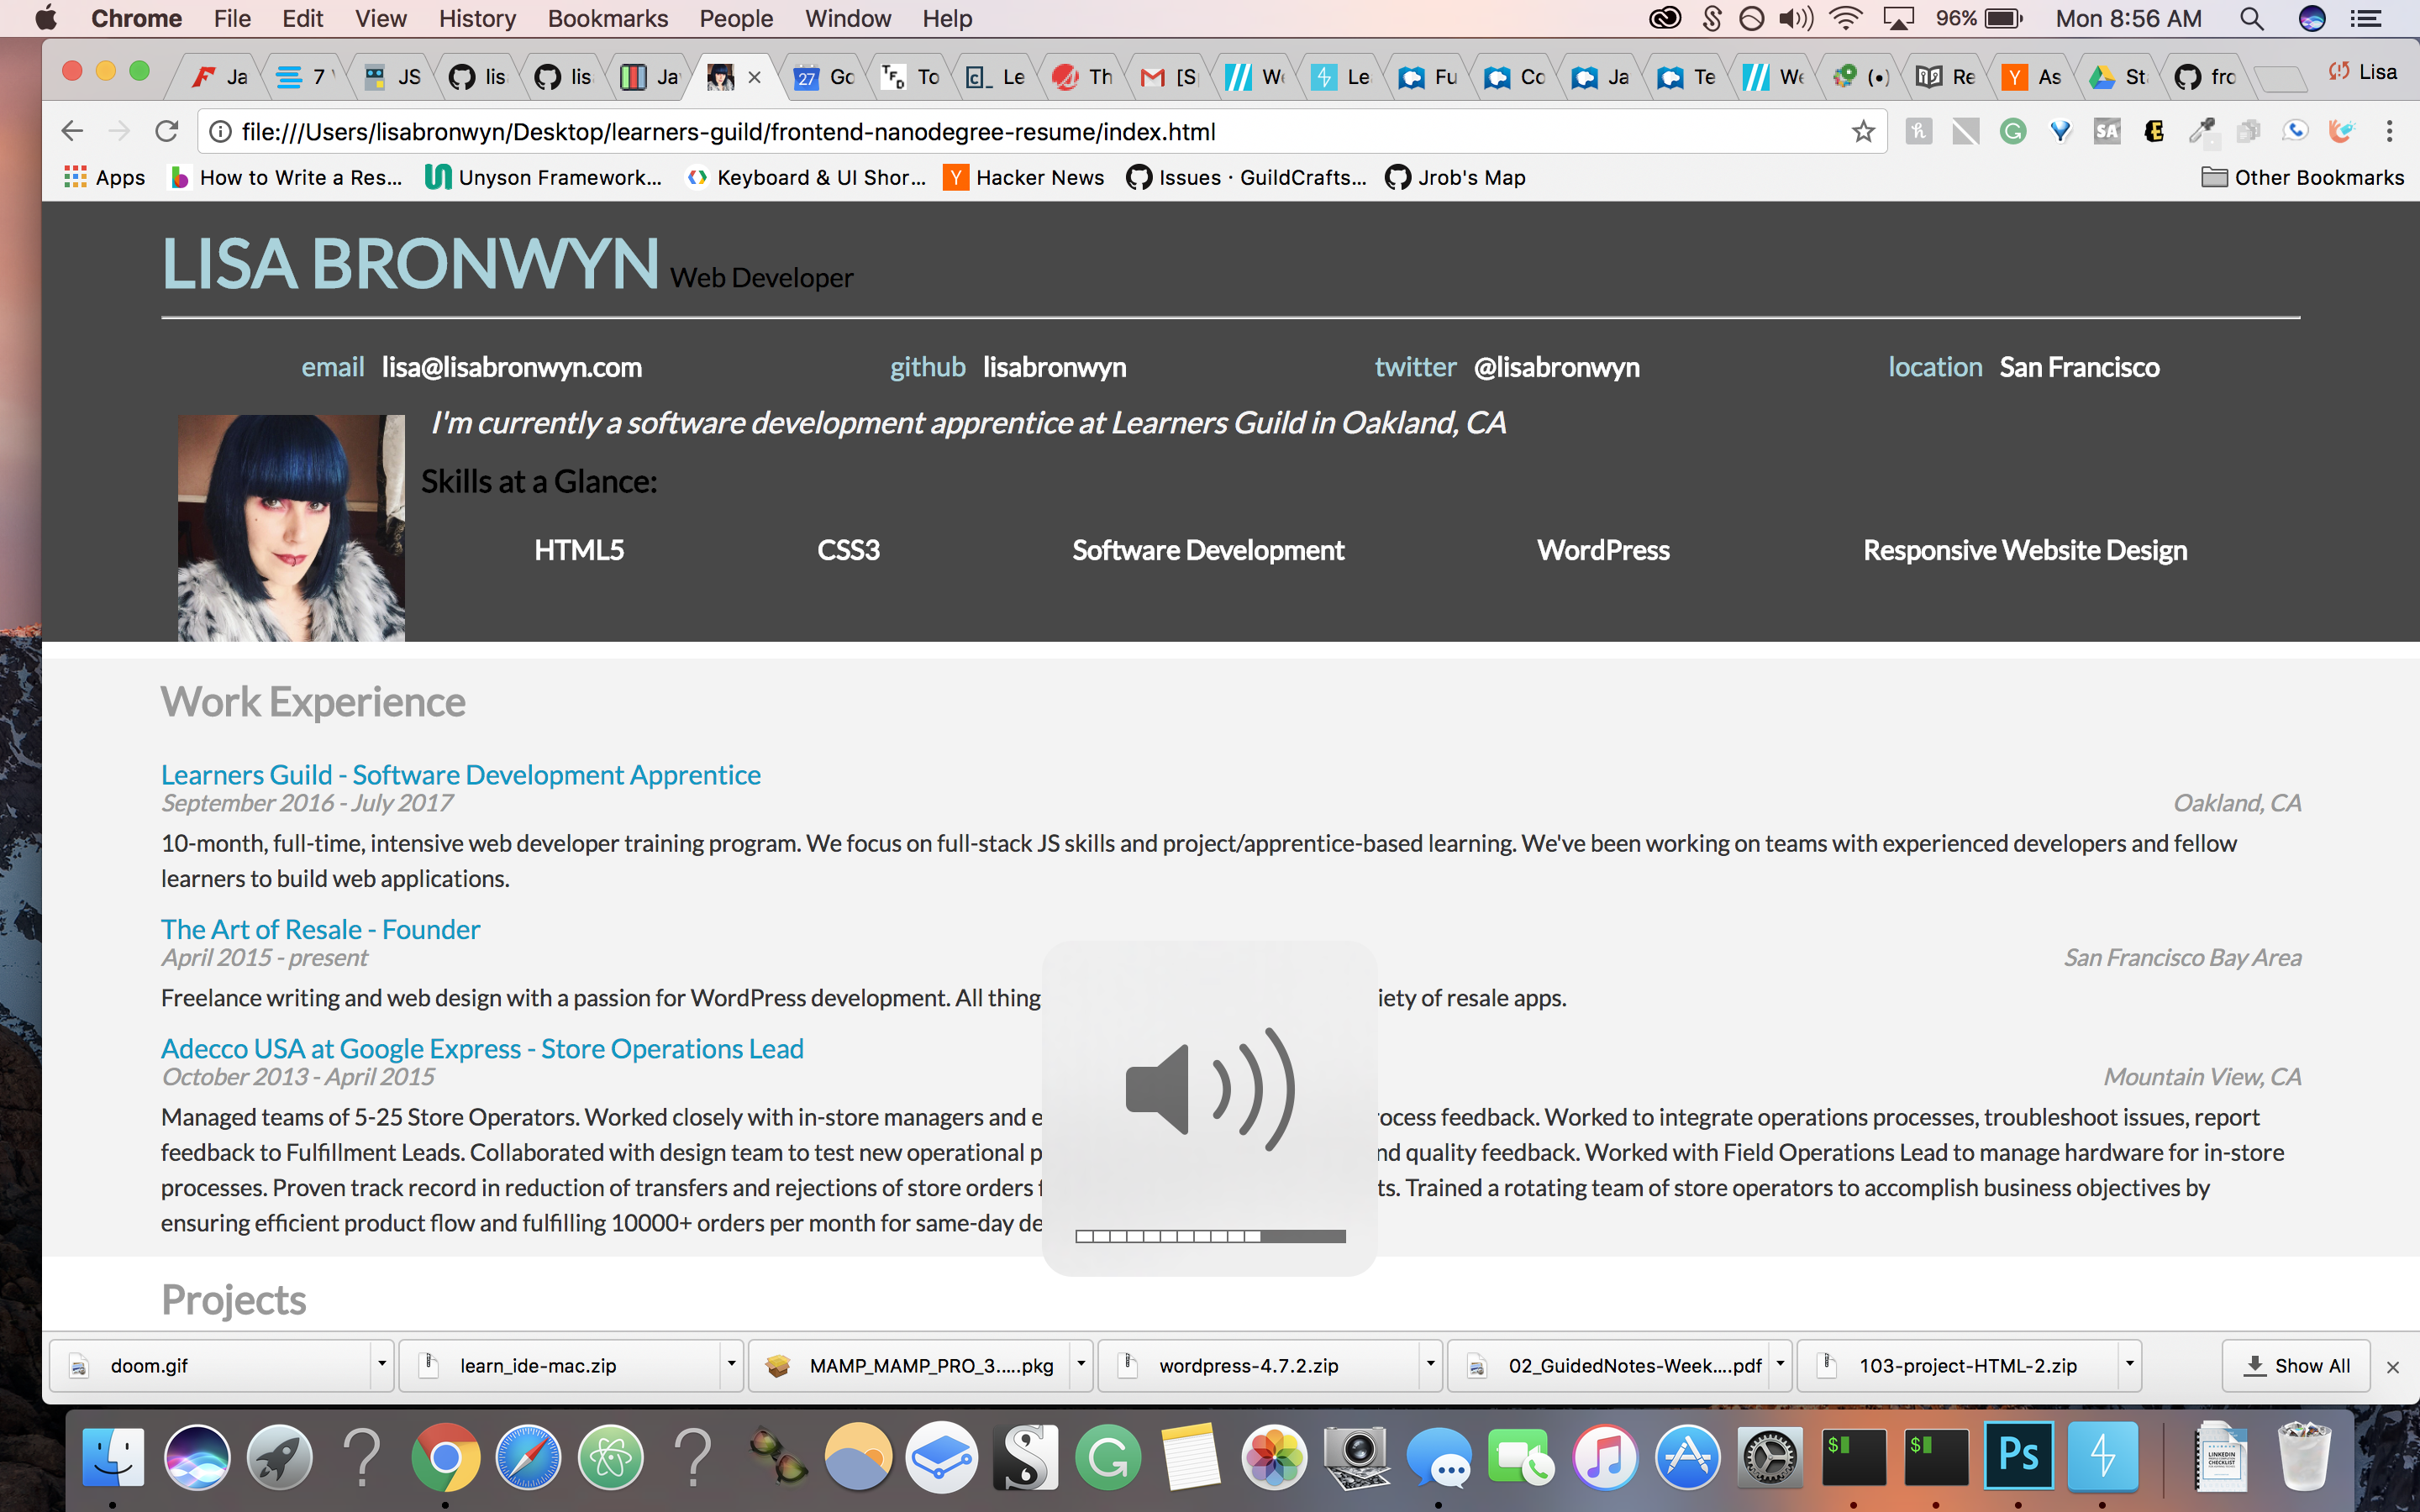 Chrome File Edit View History Bookmarks People Window Help 96% Mon 8:56 AM
Ja 7 JS lis lis Ja 27 Go TFD To c_ Le Th [S We Le Fu Co Ja Te We (•) Re Y As St fro Lisa
file:///Users/lisabronwyn/Desktop/learners-guild/frontend-nanodegree-resume/index.html
Apps How to Write a Res... Unyson Framework... Keyboard & UI Shor... Hacker News Issues · GuildCrafts... Jrob's Map Other Bookmarks
LISA BRONWYN Web Developer
email lisa@lisabronwyn.com github lisabronwyn twitter @lisabronwyn location San Francisco
I'm currently a software development apprentice at Learners Guild in Oakland, CA
Skills at a Glance:
HTML5 CSS3 Software Development WordPress Responsive Website Design
Work Experience
Learners Guild - Software Development Apprentice
September 2016 - July 2017 Oakland, CA
10-month, full-time, intensive web developer training program. We focus on full-stack JS skills and project/apprentice-based learning. We've been working on teams with experienced developers and fellow
learners to build web applications.
The Art of Resale - Founder
April 2015 - present San Francisco Bay Area
Freelance writing and web design with a passion for WordPress development. All thing iety of resale apps.
Adecco USA at Google Express - Store Operations Lead
October 2013 - April 2015 Mountain View, CA
Managed teams of 5-25 Store Operators. Worked closely with in-store managers and e ocess feedback. Worked to integrate operations processes, troubleshoot issues, report
feedback to Fulfillment Leads. Collaborated with design team to test new operational p nd quality feedback. Worked with Field Operations Lead to manage hardware for in-store
processes. Proven track record in reduction of transfers and rejections of store orders f ts. Trained a rotating team of store operators to accomplish business objectives by
ensuring efficient product flow and fulfilling 10000+ orders per month for same-day de
Projects
doom.gif learn_ide-mac.zip MAMP_MAMP_PRO_3.....pkg wordpress-4.7.2.zip 02_GuidedNotes-Week....pdf 103-project-HTML-2.zip Show All
Ps LINKEDIN CHECKLIST